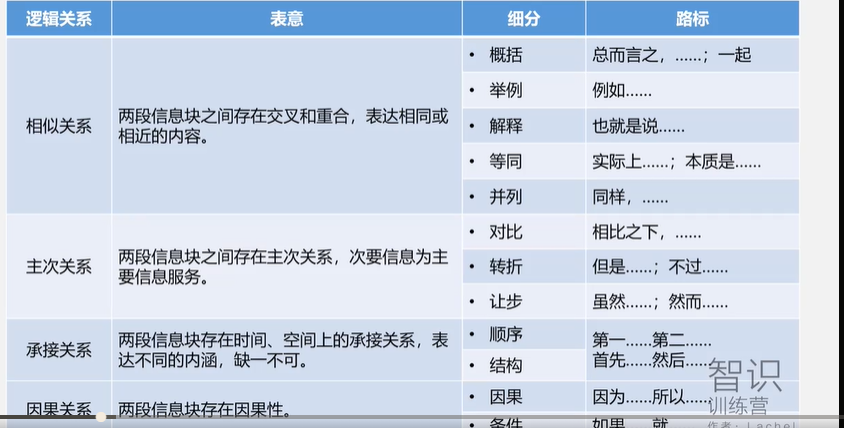 逻辑关系 表意 细分 路标
相似关系
两段信息块之间存在交叉和重合，表达相同或
相近的内容。
• 概括 总而言之，……；一起
• 举例 例如……
• 解释 也就是说……
• 等同 实际上……；本质是……
• 并列 同样，……
主次关系
两段信息块之间存在主次关系，次要信息为主
要信息服务。
• 对比 相比之下，……
• 转折 但是……；不过……
• 让步 虽然……；然而……
承接关系
两段信息块存在时间、空间上的承接关系，表
达不同的内涵，缺一不可。
• 顺序
• 结构
第一……第二……
首先……然后……
因果关系 两段信息块存在因果性。
• 因果 因为……所以……
• 条件 如果……就……
智识
训练营
作者：Lachel